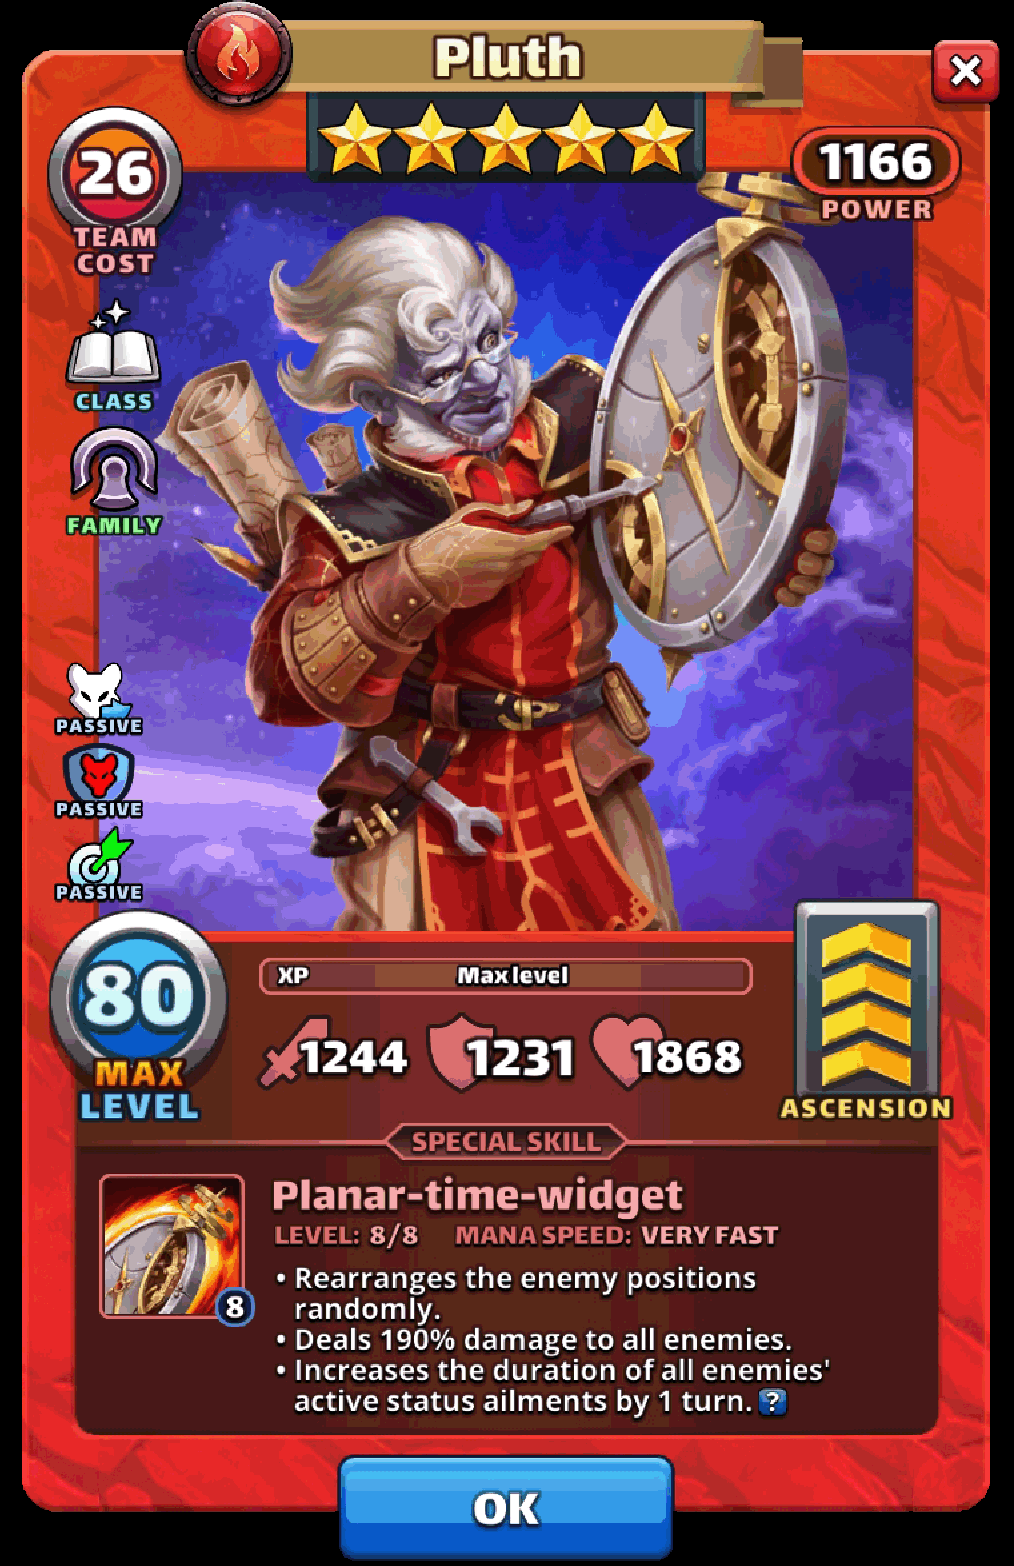 Pluth
26
TEAM
COST
1166
POWER
CLASS
FAMILY
PASSIVE
PASSIVE
PASSIVE
80
MAX
LEVEL
XP
Max level
1244
1231
1868
ASCENSION
SPECIAL SKILL
Planar-time-widget
LEVEL: 8/8 MANA SPEED: VERY FAST
8
• Rearranges the enemy positions
randomly.
• Deals 190% damage to all enemies.
• Increases the duration of all enemies'
active status ailments by 1 turn. ?
OK